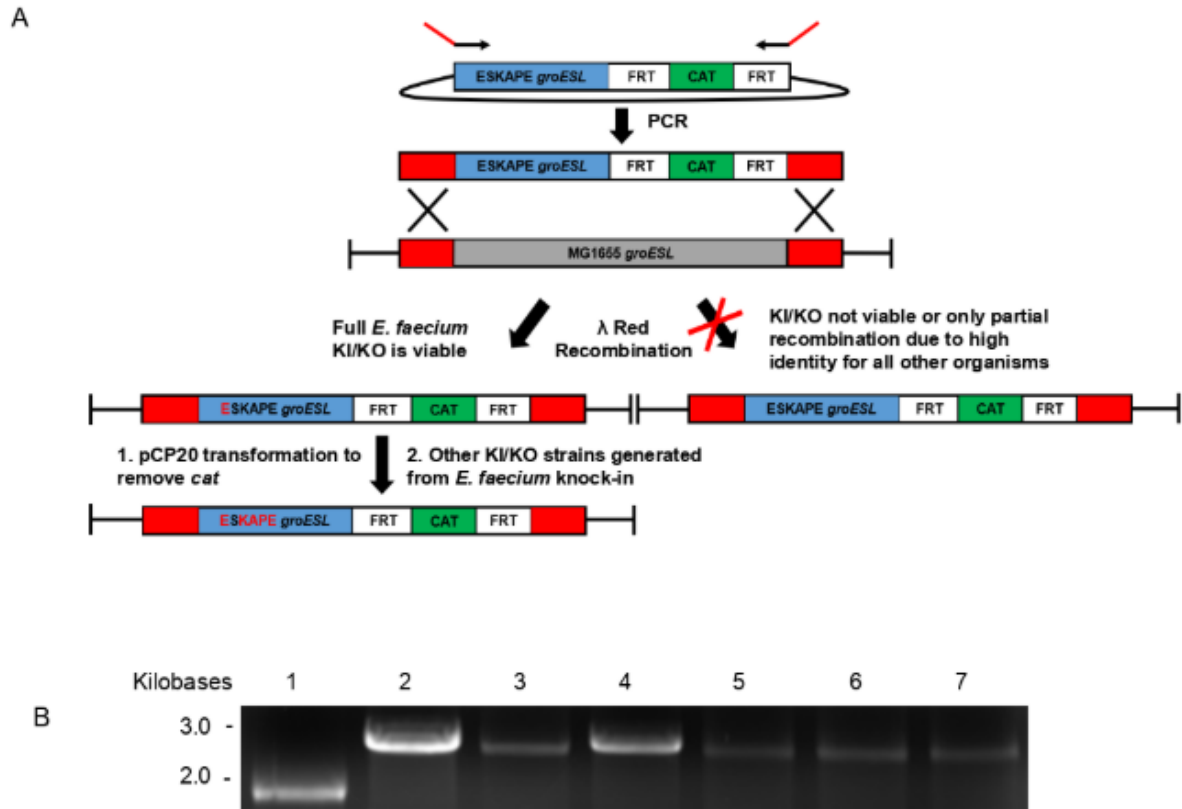 A
ESKAPE groESL FRT CAT FRT
PCR
ESKAPE groESL FRT CAT FRT
MG1655 groESL
Full E. faecium
KI/KO is viable
λ Red
Recombination
KI/KO not viable or only partial
recombination due to high
identity for all other organisms
ESKAPE groESL FRT CAT FRT
ESKAPE groESL FRT CAT FRT
1. pCP20 transformation to
remove cat
2. Other KI/KO strains generated
from E. faecium knock-in
ESKAPE groESL FRT CAT FRT
B
Kilobases 1 2 3 4 5 6 7
3.0 -
2.0 -